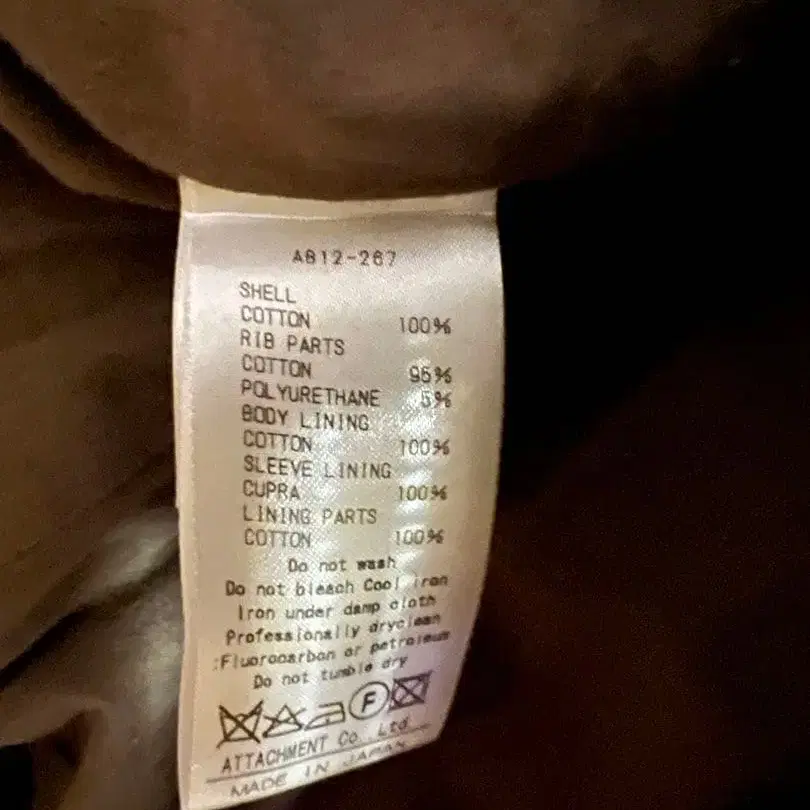 AB12-267
SHELL
COTTON 100%
RIB PARTS
COTTON 95%
POLYURETHANE 5%
BODY LINING
COTTON 100%
SLEEVE LINING
CUPRA 100%
LINING PARTS
COTTON 100%
Do not wash
Do not bleach Cool iron
Iron under damp cloth
Professionally dryclean
:Fluorocarbon or petroleum
Do not tumble dry
F
ATTACHMENT Co., Ltd.
MADE IN JAPAN